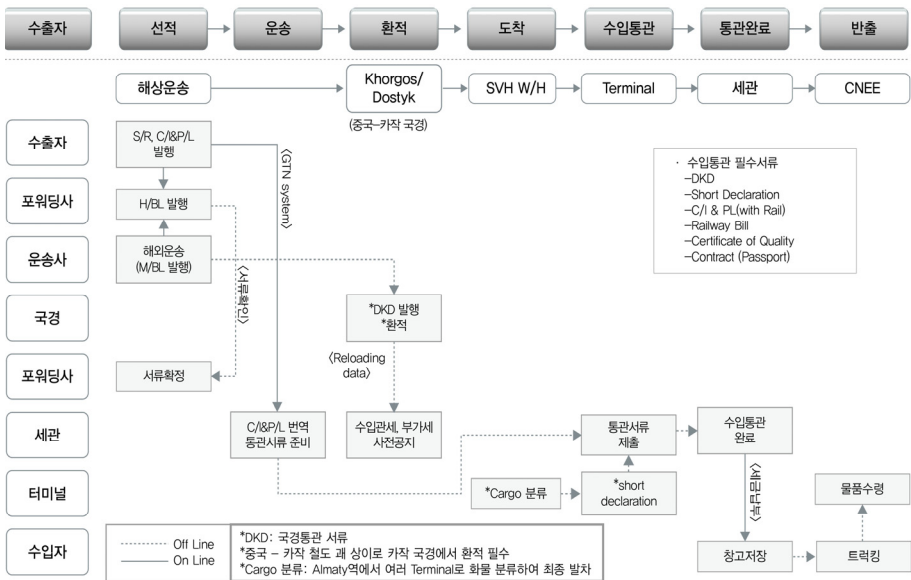 수출자 선적 운송 환적 도착 수입통관 통관완료 반출
해상운송 Khorgos/ Dostyk SVH W/H Terminal 세관 CNEE
(중국-카작 국경)
수출자
S/R, C/I&P/L
발행
<GTN system>
· 수입통관 필수서류
-DKD
-Short Declaration
-C/I & PL(with Rail)
-Railway Bill
-Certificate of Quality
-Contract (Passport)
포워딩사
H/BL 발행
운송사
해외운송
(M/BL 발행)
<서류확인>
국경
*DKD 발행
*환적
<Reloading
data>
포워딩사
서류확정
세관
C/I&P/L 번역
통관시류 준비
수입관세, 부가세
사전공지
통관서류
제출
수입통관
완료
터미널
*Cargo 분류
*short
declaration
<세금납부>
물품수령
수입자
창고저장
트럭킹
Off Line
On Line
*DKD: 국경통관 서류
*중국 - 카작 철도 괘 상이로 카작 국경에서 환적 필수
*Cargo 분류: Almaty역에서 여러 Terminal로 화물 분류하여 최종 발차